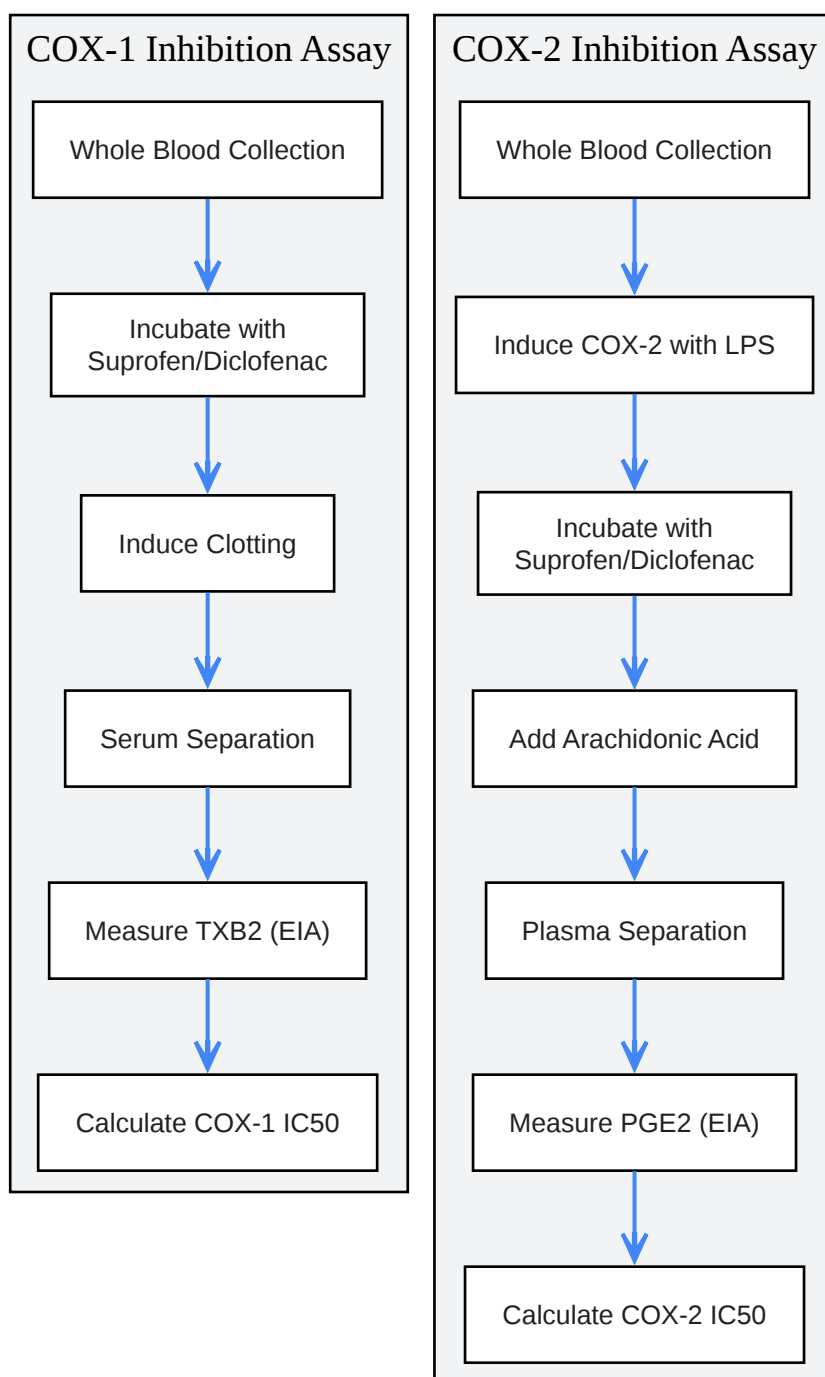 COX-1 Inhibition Assay
Whole Blood Collection
Incubate with
Suprofen/Diclofenac
Induce Clotting
Serum Separation
Measure TXB2 (EIA)
Calculate COX-1 IC50
COX-2 Inhibition Assay
Whole Blood Collection
Induce COX-2 with LPS
Incubate with
Suprofen/Diclofenac
Add Arachidonic Acid
Plasma Separation
Measure PGE2 (EIA)
Calculate COX-2 IC50